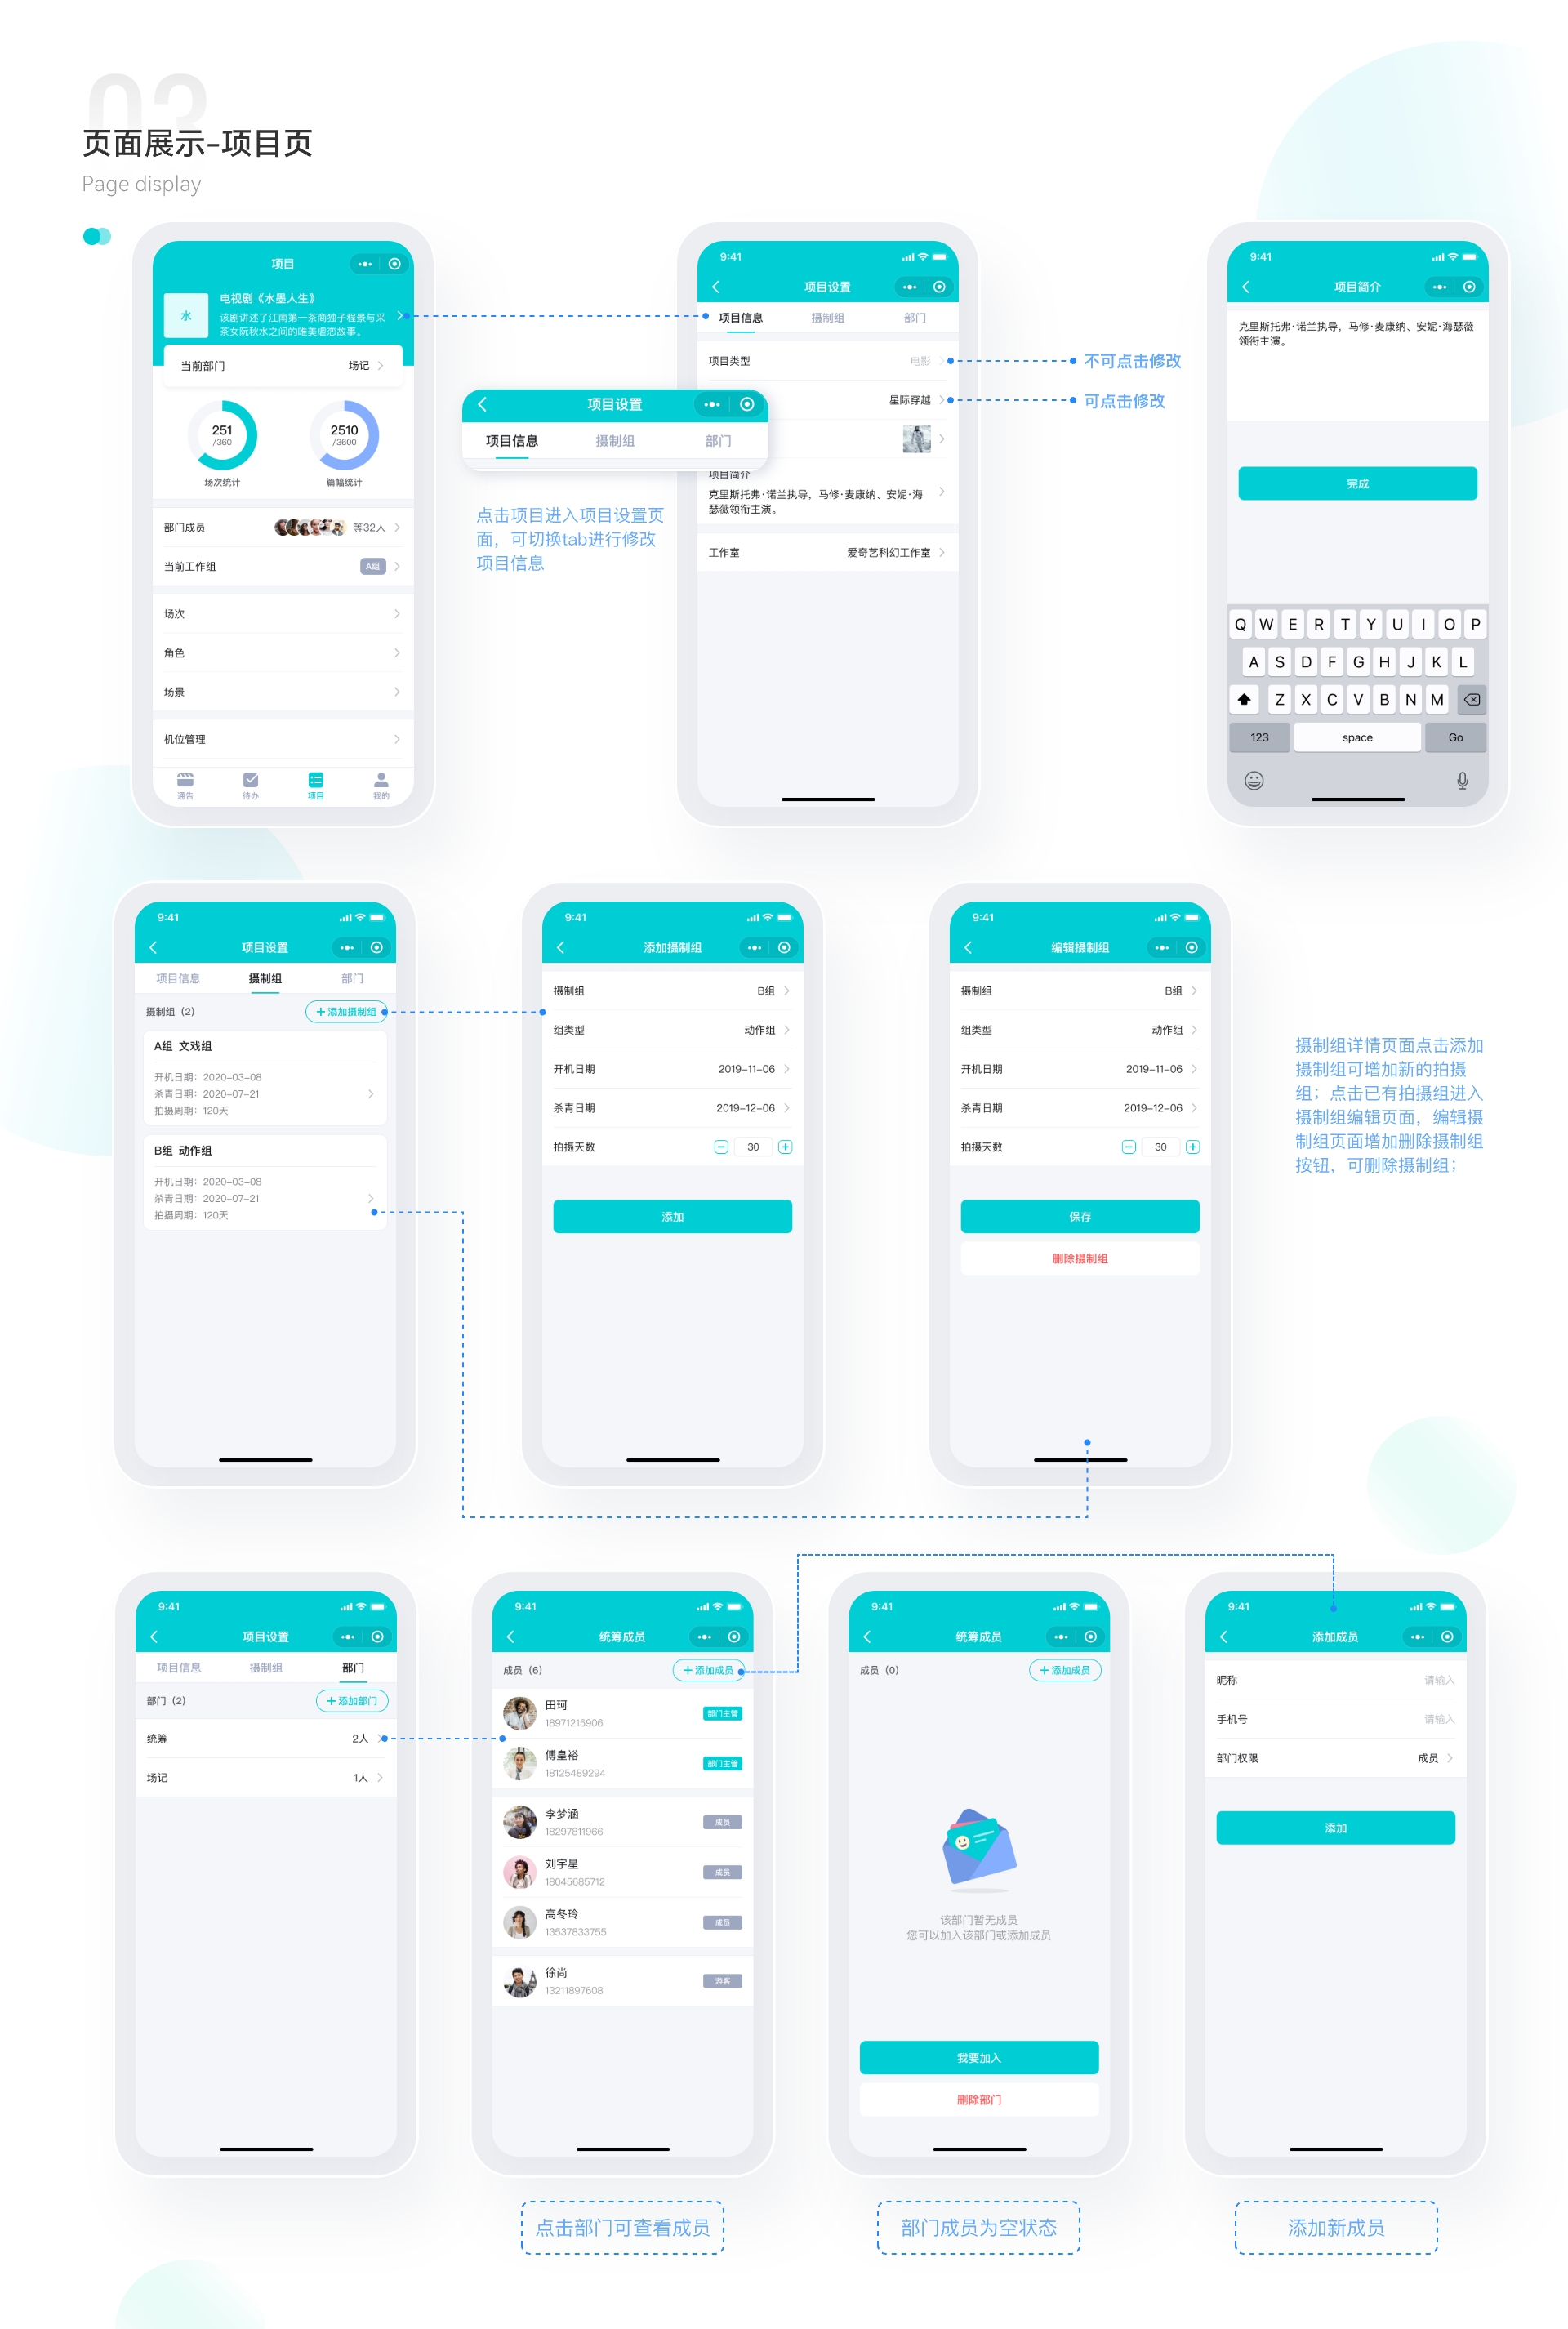 03
页面展示-项目页
Page display
项目
电视剧《水墨人生》
水
该剧讲述了江南第一茶商独子程景与采
茶女阮秋水之间的唯美虐恋故事。
当前部门
场记
251
/360
场次统计
2510
/3600
篇幅统计
部门成员
等32人
当前工作组
A组
场次
角色
场景
机位管理
通告
待办
项目
我的
项目设置
项目信息
摄制组
部门
点击项目进入项目设置页
面，可切换tab进行修改
项目信息
9:41
项目设置
项目信息
摄制组
部门
项目类型
电影
星际穿越
项目简介
克里斯托弗·诺兰执导，马修·麦康纳、安妮·海
瑟薇领衔主演。
工作室
爱奇艺科幻工作室
不可点击修改
可点击修改
9:41
项目简介
克里斯托弗·诺兰执导，马修·麦康纳、安妮·海瑟薇
领衔主演。
完成
Q W E R T Y U I O P
A S D F G H J K L
Z X C V B N M
123
space
Go
9:41
项目设置
项目信息
摄制组
部门
摄制组（2）
添加摄制组
A组 文戏组
开机日期：2020-03-08
杀青日期：2020-07-21
拍摄周期：120天
B组 动作组
开机日期：2020-03-08
杀青日期：2020-07-21
拍摄周期：120天
9:41
添加摄制组
摄制组
B组
组类型
动作组
开机日期
2019-11-06
杀青日期
2019-12-06
拍摄天数
30
添加
9:41
编辑摄制组
摄制组
B组
组类型
动作组
开机日期
2019-11-06
杀青日期
2019-12-06
拍摄天数
30
保存
删除摄制组
摄制组详情页面点击添加
摄制组可增加新的拍摄
组；点击已有拍摄组进入
摄制组编辑页面，编辑摄
制组页面增加删除摄制组
按钮，可删除摄制组；
9:41
项目设置
项目信息
摄制组
部门
部门（2）
添加部门
统筹
2人
场记
1人
9:41
统筹成员
成员（6）
添加成员
田珂
18971215906
部门主管
傅皇裕
18125489294
部门主管
李梦涵
18297811966
成员
刘宇星
18045685712
成员
高冬玲
13537833755
成员
徐尚
13211897608
游客
9:41
统筹成员
成员（0）
添加成员
该部门暂无成员
您可以加入该部门或添加成员
我要加入
删除部门
9:41
添加成员
昵称
请输入
手机号
请输入
部门权限
成员
添加
点击部门可查看成员
部门成员为空状态
添加新成员